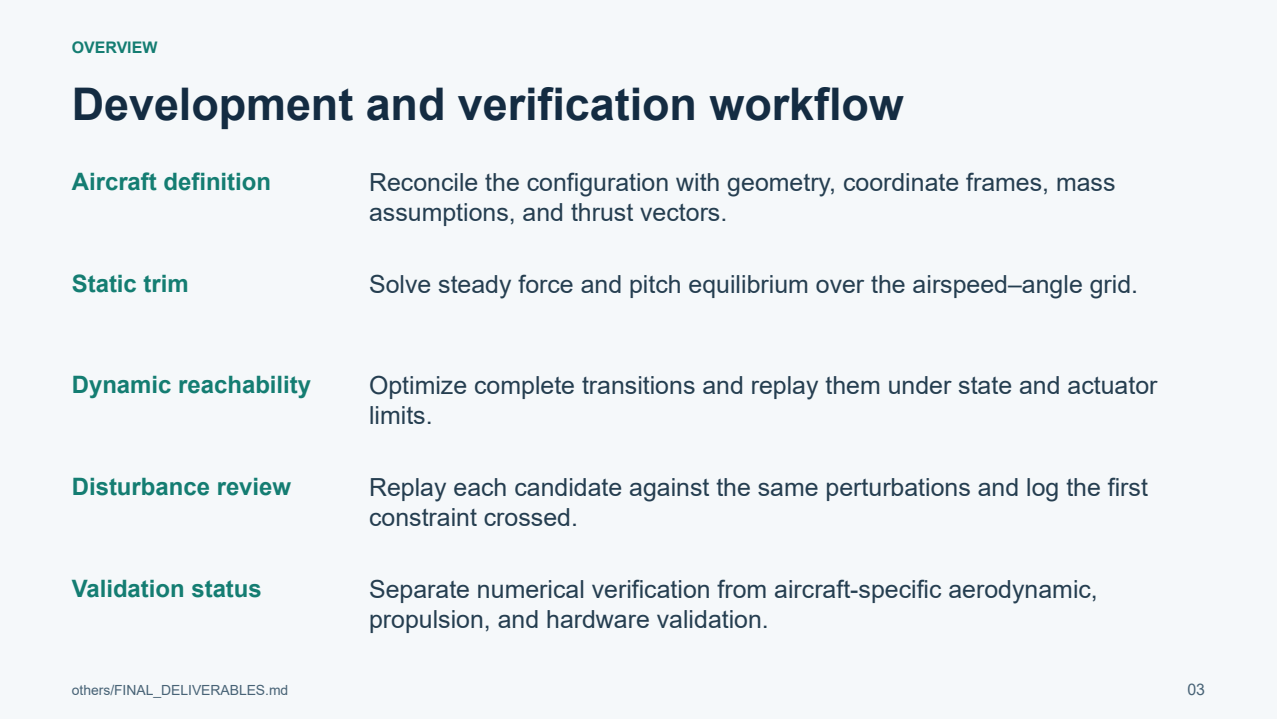 OVERVIEW
Development and verification workflow
Aircraft definition
Reconcile the configuration with geometry, coordinate frames, mass
assumptions, and thrust vectors.
Static trim
Solve steady force and pitch equilibrium over the airspeed–angle grid.
Dynamic reachability
Optimize complete transitions and replay them under state and actuator
limits.
Disturbance review
Replay each candidate against the same perturbations and log the first
constraint crossed.
Validation status
Separate numerical verification from aircraft-specific aerodynamic,
propulsion, and hardware validation.
others/FINAL_DELIVERABLES.md
03